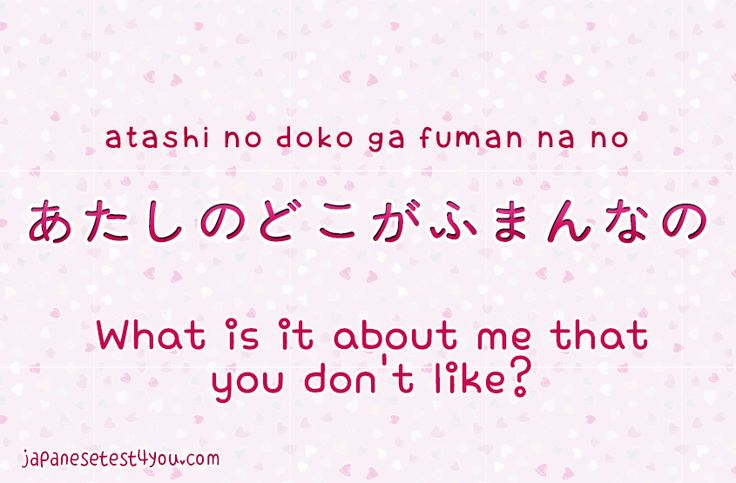 atashi no doko ga fuman na no
あたしのどこがふまんなの
What is it about me that
you don't like?
japanesetest4you.com